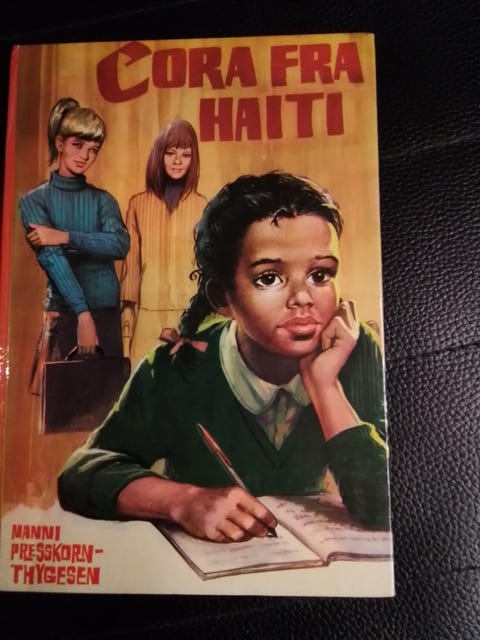 CORA FRA
HAITI
NANNI
PRESSKORN-
THYGESEN